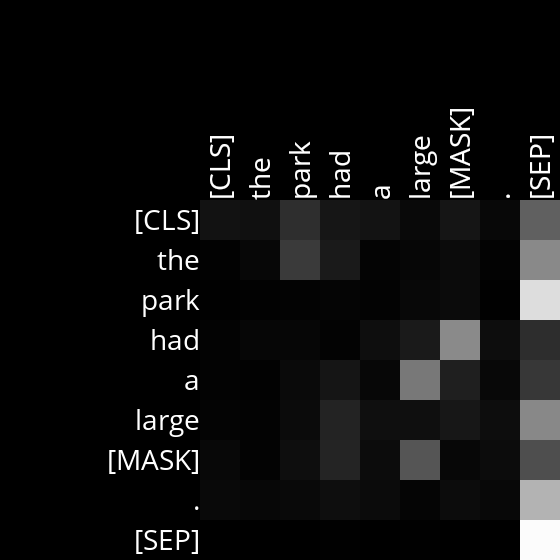 [CLS] the park had a large [MASK] . [SEP]
[CLS]
the
park
had
a
large
[MASK]
.
[SEP]